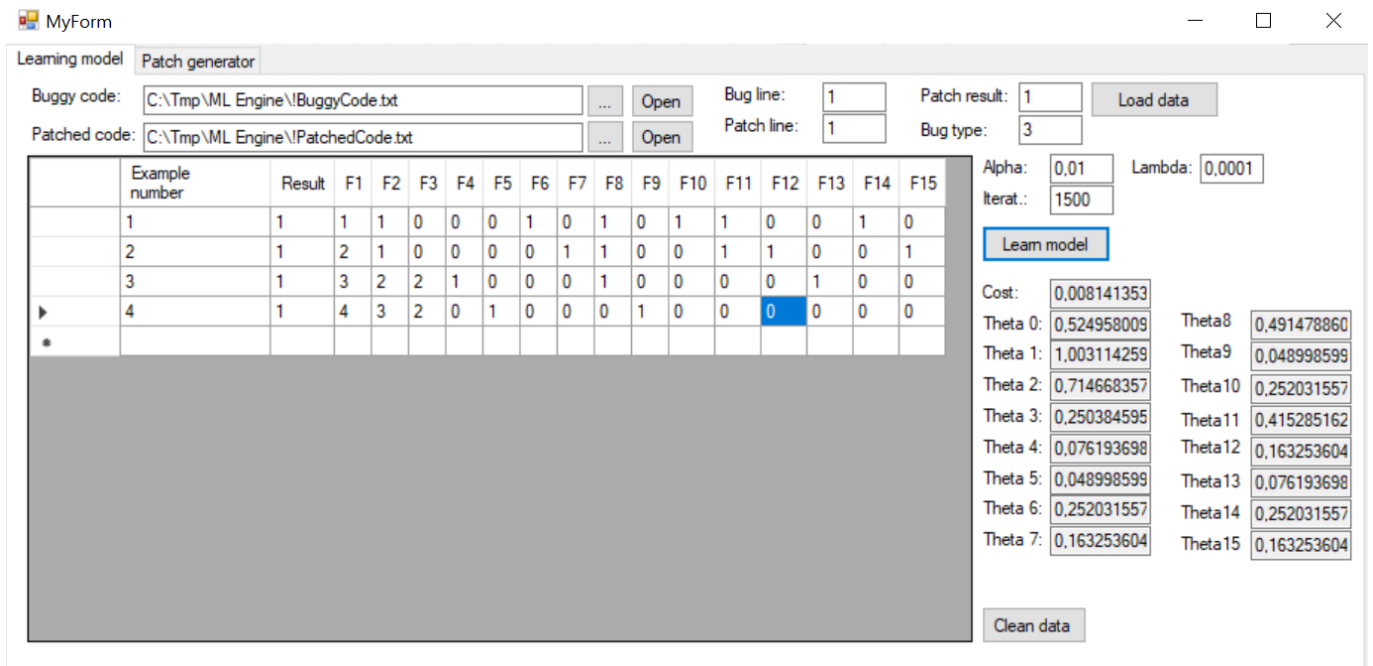 MyForm
Learning model Patch generator
Buggy code: C:\Tmp\ML Engine\!BuggyCode.txt ... Open Bug line: 1 Patch result: 1 Load data
Patched code: C:\Tmp\ML Engine\!PatchedCode.txt ... Open Patch line: 1 Bug type: 3
Example number Result F1 F2 F3 F4 F5 F6 F7 F8 F9 F10 F11 F12 F13 F14 F15
1 1 1 1 0 0 0 1 0 1 0 1 1 0 0 1 0
2 1 2 1 0 0 0 0 1 1 0 0 1 1 0 0 1
3 1 3 2 2 1 0 0 0 1 0 0 0 0 1 0 0
4 1 4 3 2 0 1 0 0 0 1 0 0 0 0 0 0
Alpha: 0,01 Lambda: 0,0001
Iterat.: 1500
Learn model
Cost: 0,008141353
Theta 0: 0,524958009 Theta8 0,491478860
Theta 1: 1,003114259 Theta9 0,048998599
Theta 2: 0,714668357 Theta10 0,252031557
Theta 3: 0,250384595 Theta11 0,415285162
Theta 4: 0,076193698 Theta12 0,163253604
Theta 5: 0,048998599 Theta13 0,076193698
Theta 6: 0,252031557 Theta14 0,252031557
Theta 7: 0,163253604 Theta15 0,163253604
Clean data